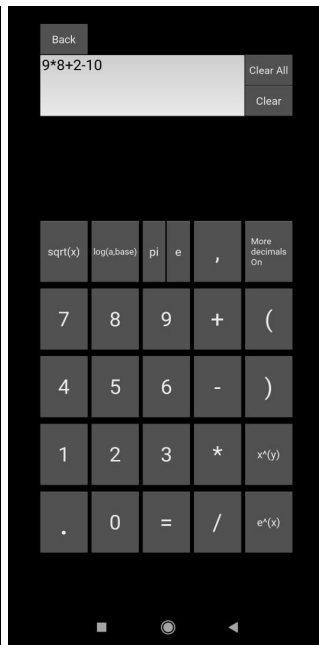 Back
9*8+2-10
Clear All
Clear
sqrt(x) log(a,base) pi e , More
decimals
On
7 8 9 + (
4 5 6 - )
1 2 3 * x^(y)
. 0 = / e^(x)